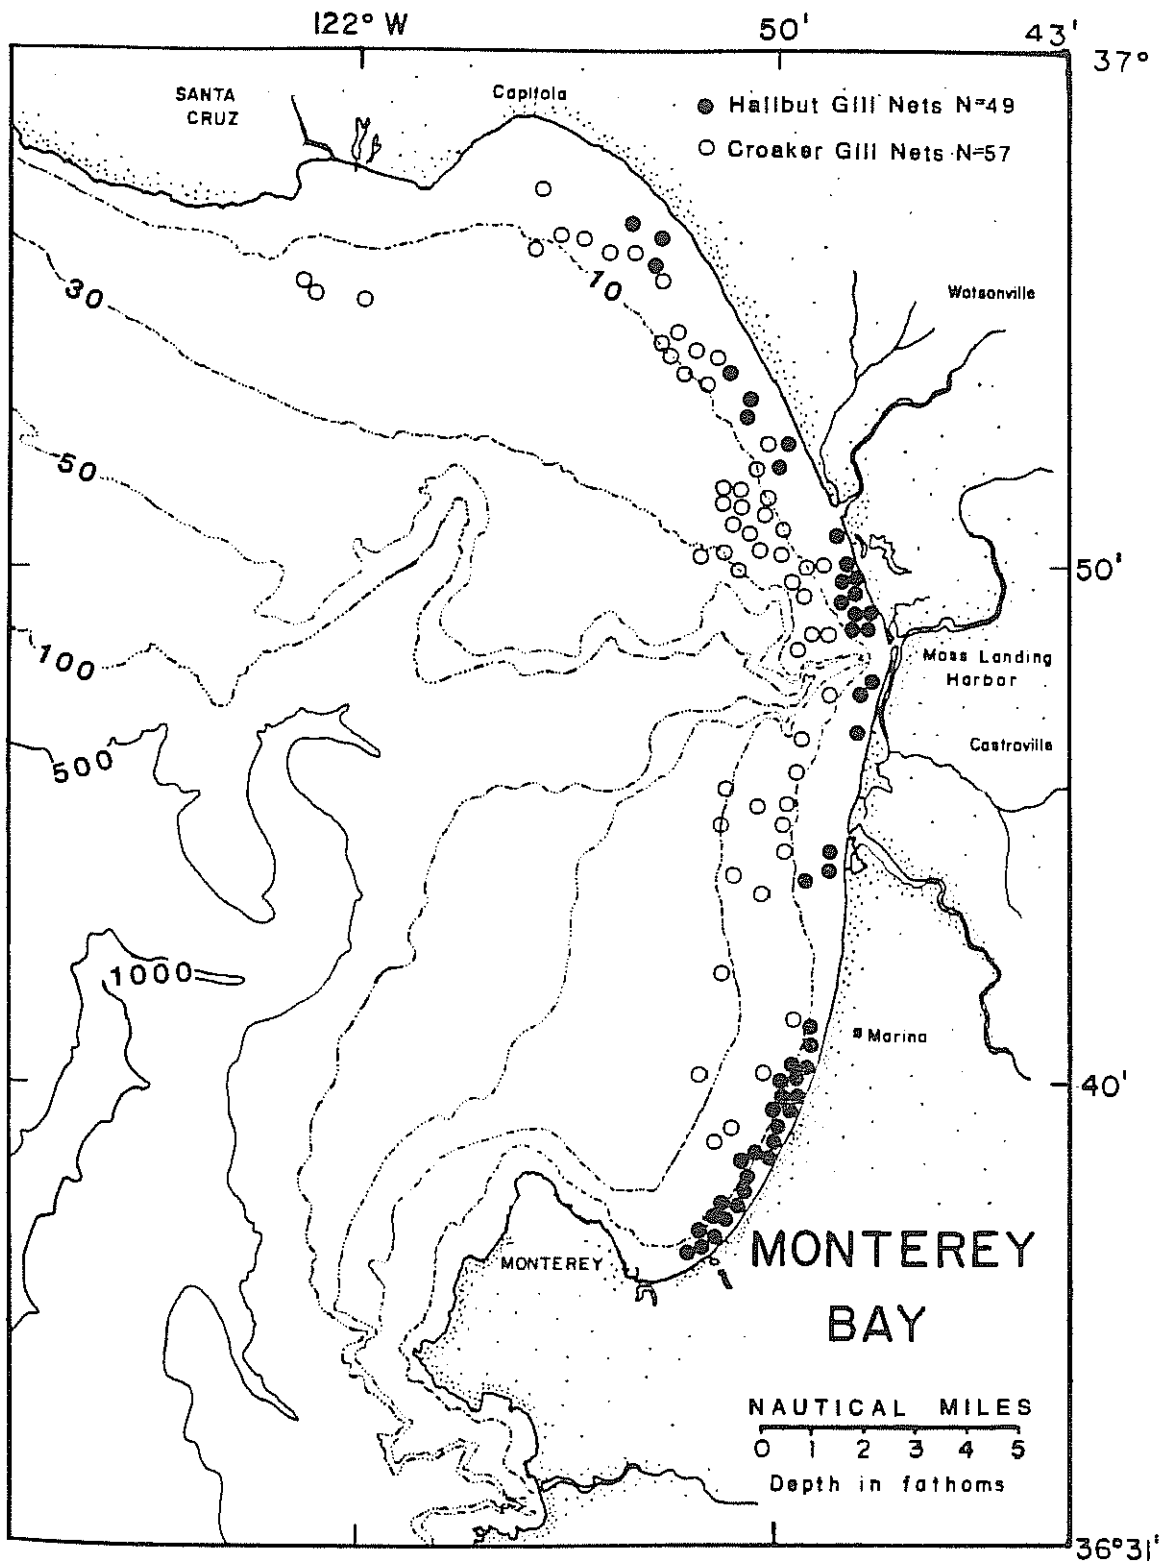 122° W
50'
43'
37°
SANTA
CRUZ
Capitola
Halibut Gill Nets N=49
Croaker Gill Nets N=57
10
30
Watsonville
50
50'
100
Moss Landing
Harbor
500
Castroville
1000
Marina
40'
MONTEREY
MONTEREY
BAY
NAUTICAL MILES
0 1 2 3 4 5
Depth in fathoms
36°31'